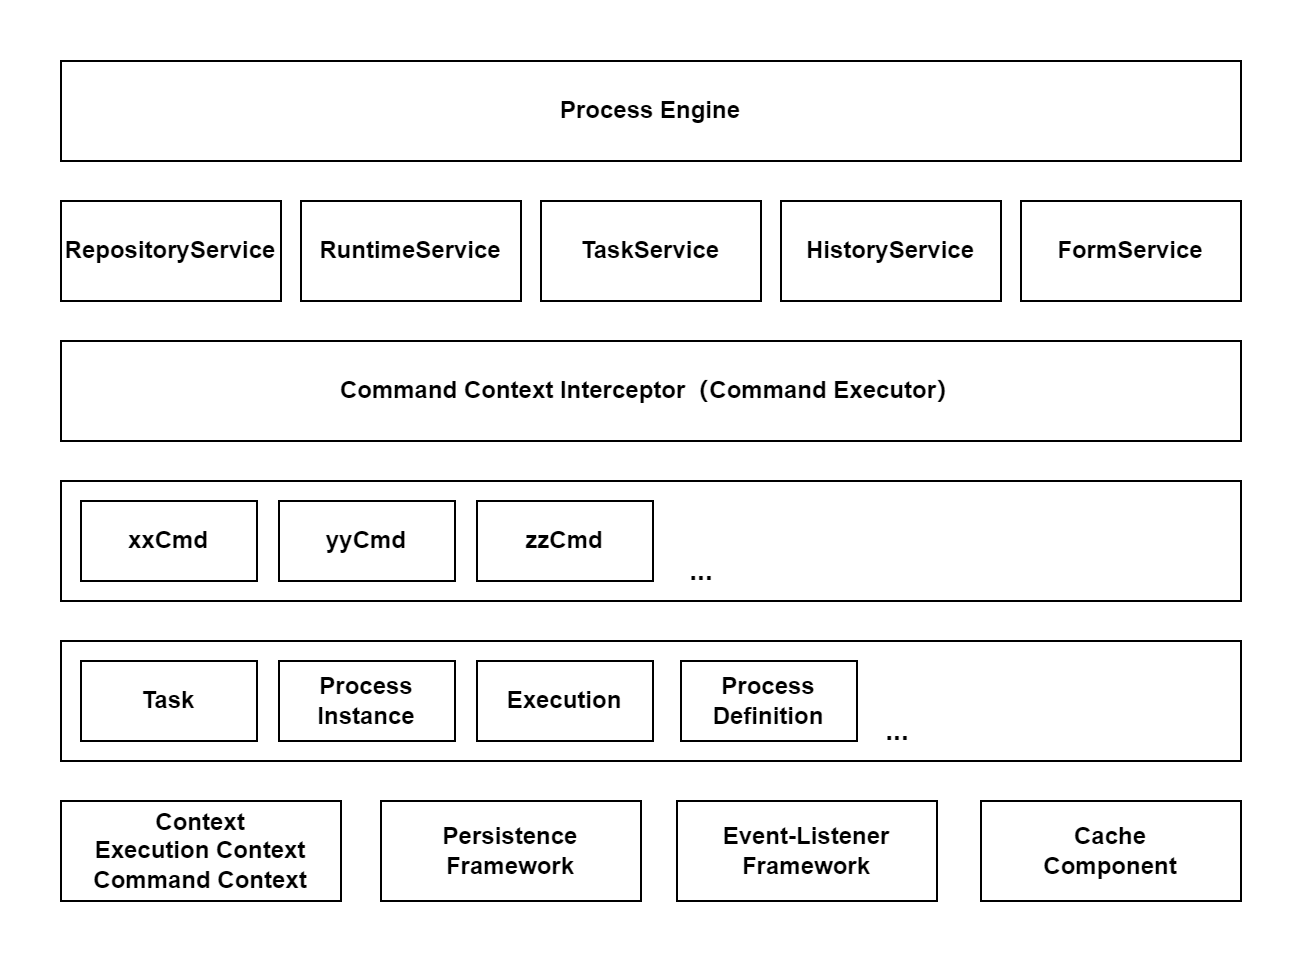 Process Engine
RepositoryService
RuntimeService
TaskService
HistoryService
FormService
Command Context Interceptor（Command Executor）
xxCmd
yyCmd
zzCmd
...
Task
Process
Instance
Execution
Process
Definition
...
Context
Execution Context
Command Context
Persistence
Framework
Event-Listener
Framework
Cache
Component